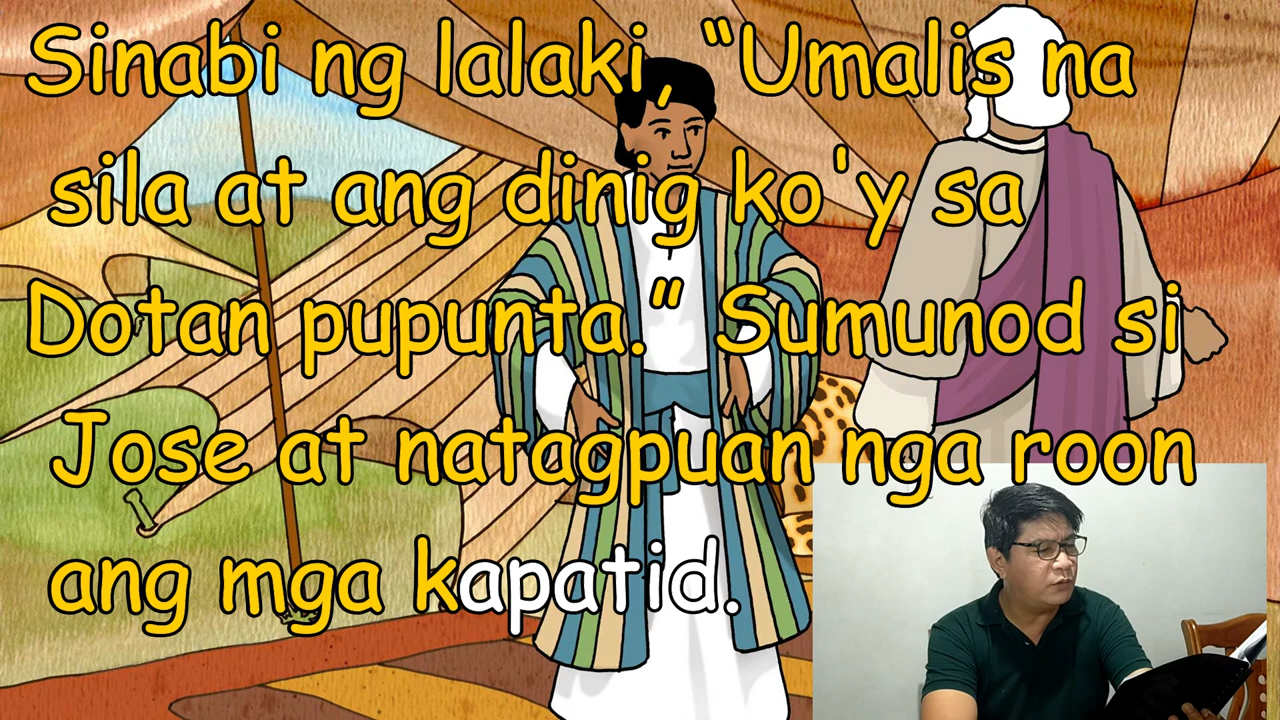 Sinabi ng lalaki, “Umalis na
sila at ang dinig ko'y sa
Dotan pupunta.” Sumunod si
Jose at natagpuan nga roon
ang mga kapatid.